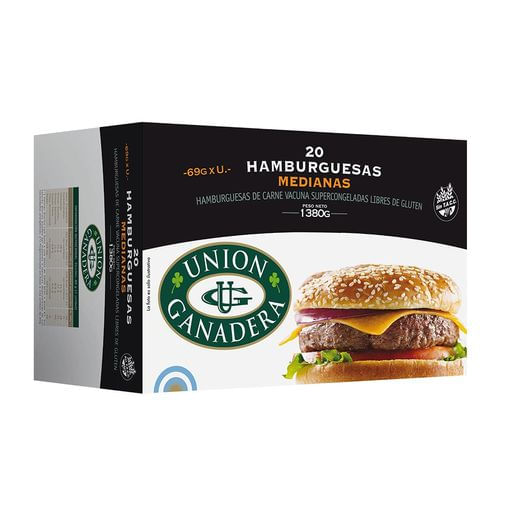 20
HAMBURGUESAS
MEDIANAS
-69G X U.-
HAMBURGUESAS DE CARNE VACUNA SUPERCONGELADAS LIBRES DE GLUTEN
PESO NETO
1380G
Sin T.A.C.C.
UNION
UG
GANADERA
La foto es sólo ilustrativa
20
HAMBURGUESAS
MEDIANAS
HAMBURGUESAS DE CARNE VACUNA SUPERCONGELADAS LIBRES DE GLUTEN
1380G
UNION
GANADERA